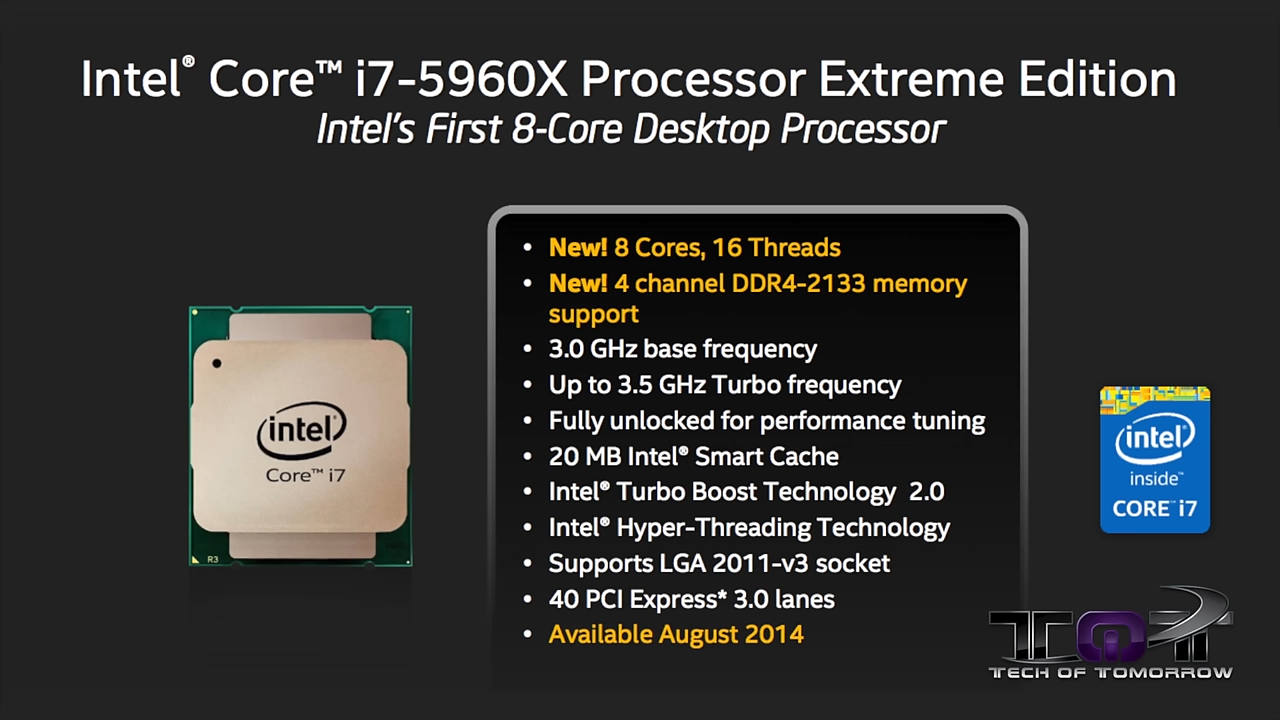 Intel® Core™ i7-5960X Processor Extreme Edition
Intel's First 8-Core Desktop Processor
• New! 8 Cores, 16 Threads
• New! 4 channel DDR4-2133 memory
support
• 3.0 GHz base frequency
• Up to 3.5 GHz Turbo frequency
• Fully unlocked for performance tuning
• 20 MB Intel® Smart Cache
• Intel® Turbo Boost Technology 2.0
• Intel® Hyper-Threading Technology
• Supports LGA 2011-v3 socket
• 40 PCI Express* 3.0 lanes
• Available August 2014
intel®
Core™ i7
R3
intel®
inside™
CORE™ i7
TOT
TECH OF TOMORROW